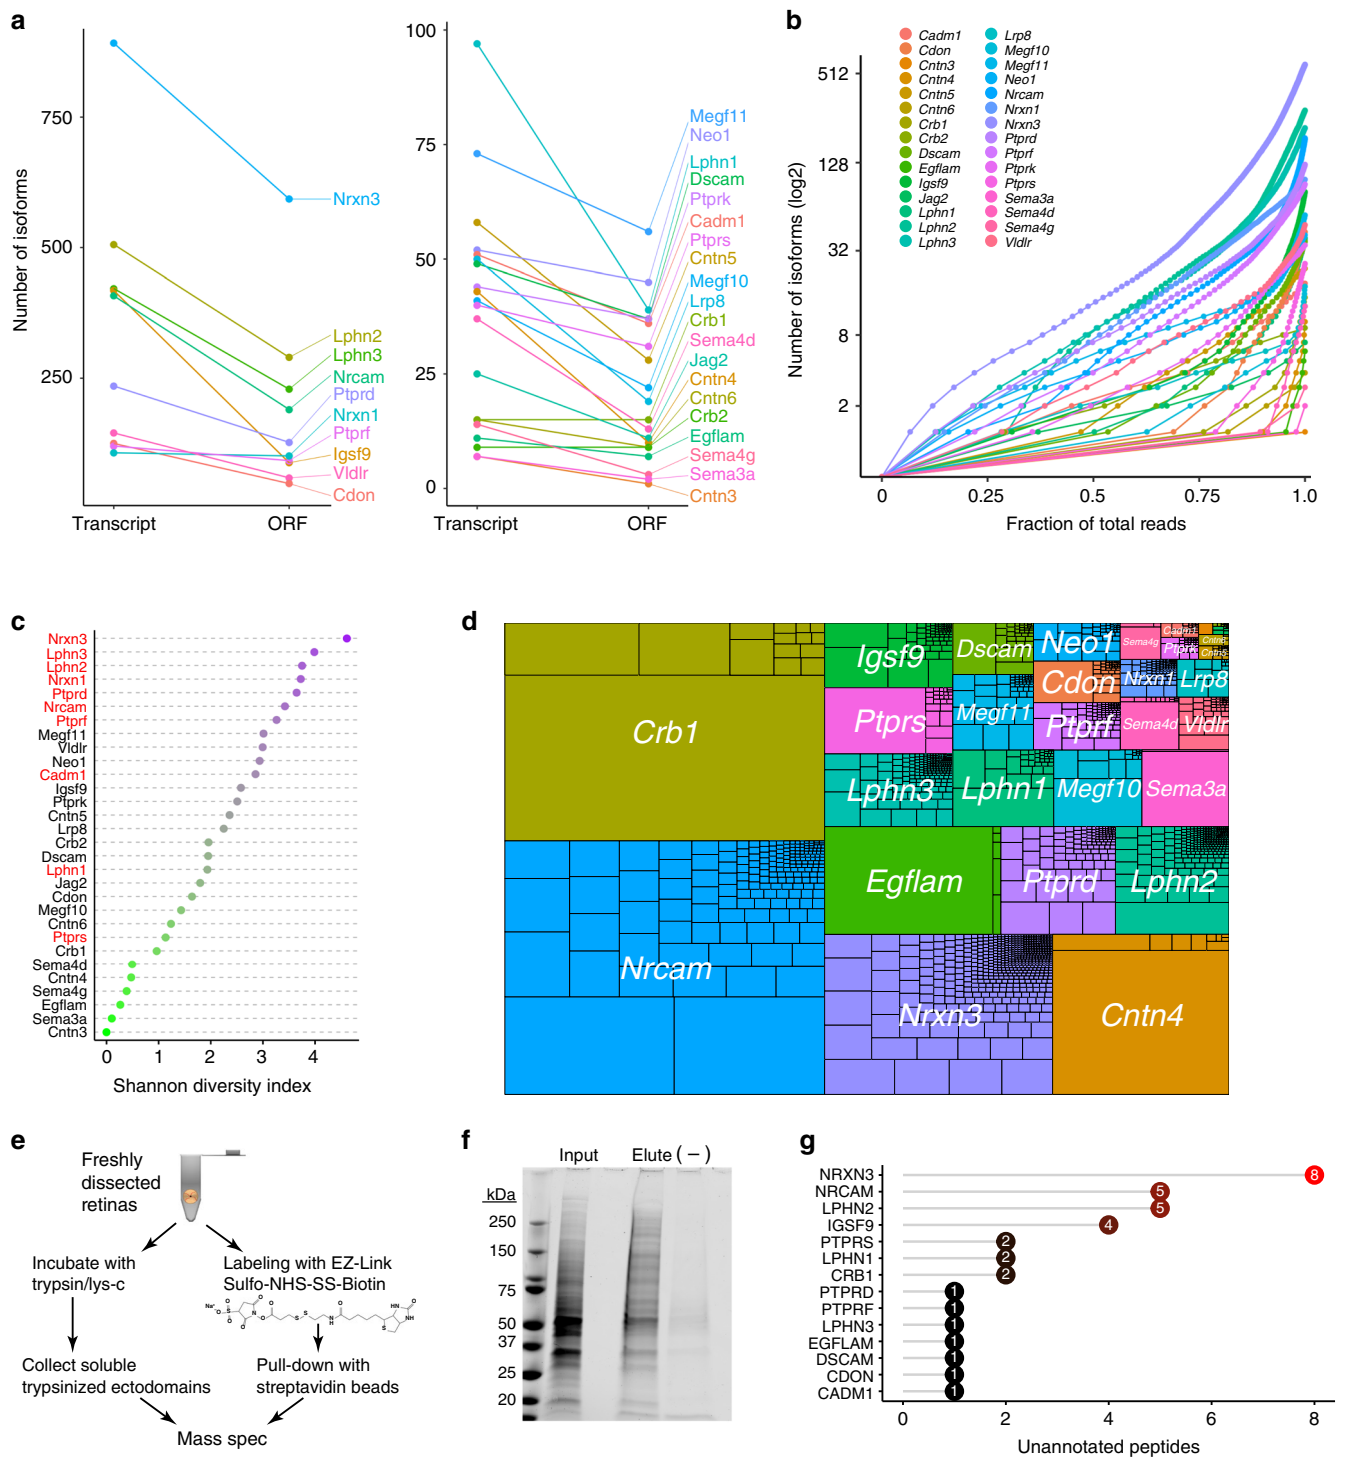 a
Number of isoforms
750
500
250
Transcript
ORF
Nrxn3
Lphn2
Lphn3
Nrcam
Ptprd
Nrxn1
Ptprf
Igsf9
Vldlr
Cdon
100
75
50
25
0
Transcript
ORF
Megf11
Neo1
Lphn1
Dscam
Ptprk
Cadm1
Ptprs
Cntn5
Megf10
Lrp8
Crb1
Sema4d
Jag2
Cntn4
Cntn6
Crb2
Egflam
Sema4g
Sema3a
Cntn3
b
Cadm1
Cdon
Cntn3
Cntn4
Cntn5
Cntn6
Crb1
Crb2
Dscam
Egflam
Igsf9
Jag2
Lphn1
Lphn2
Lphn3
Lrp8
Megf10
Megf11
Neo1
Nrcam
Nrxn1
Nrxn3
Ptprd
Ptprf
Ptprk
Ptprs
Sema3a
Sema4d
Sema4g
Vldlr
Number of isoforms (log2)
512
128
32
8
2
0
0.25
0.5
0.75
1.0
Fraction of total reads
c
Nrxn3
Lphn3
Lphn2
Nrxn1
Ptprd
Nrcam
Ptprf
Megf11
Vldlr
Neo1
Cadm1
Igsf9
Ptprk
Cntn5
Lrp8
Crb2
Dscam
Lphn1
Jag2
Cdon
Megf10
Cntn6
Ptprs
Crb1
Sema4d
Cntn4
Sema4g
Egflam
Sema3a
Cntn3
0
1
2
3
4
Shannon diversity index
d
Crb1
Nrcam
Igsf9
Ptprs
Lphn3
Dscam
Megf11
Lphn1
Neo1
Cdon
Ptprf
Megf10
Sema4g
Cadm1
Ptprk
Cntn6
Cntn5
Nrxn1
Lrp8
Sema4d
Vldlr
Sema3a
Egflam
Ptprd
Lphn2
Nrxn3
Cntn4
e
Freshly
dissected
retinas
Incubate with
trypsin/lys-c
Labeling with EZ-Link
Sulfo-NHS-SS-Biotin
Collect soluble
trypsinized ectodomains
Pull-down with
streptavidin beads
Mass spec
f
Input
Elute (−)
kDa
250
150
75
50
37
25
20
g
NRXN3
8
NRCAM
5
LPHN2
5
IGSF9
4
PTPRS
2
LPHN1
2
CRB1
2
PTPRD
1
PTPRF
1
LPHN3
1
EGFLAM
1
DSCAM
1
CDON
1
CADM1
1
0
2
4
6
8
Unannotated peptides